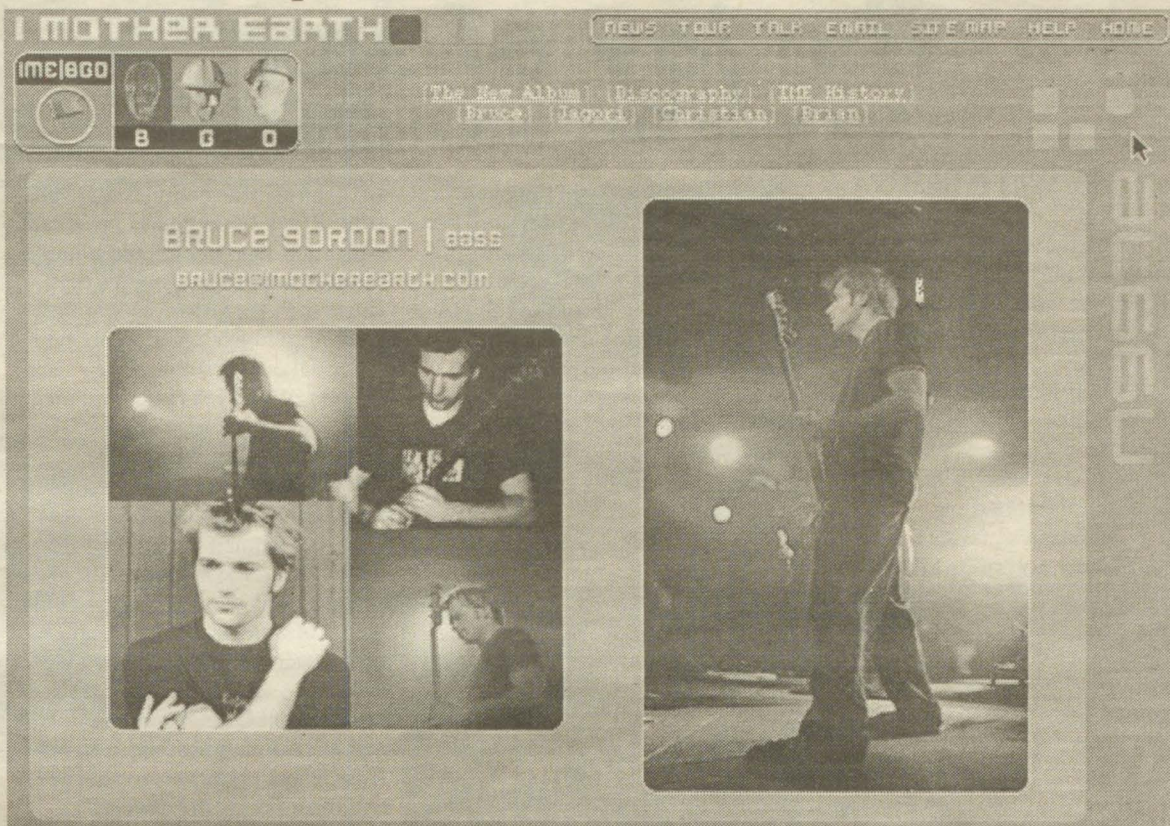 I MOTHER EARTH
NEWS TOUR TALK EMAIL SITE MAP HELP HOME
IME|BGO
B G O
[The New Album] [Discography] [IME History]
[Bruce] [Jagori] [Christian] [Brian]
BRUCE GORDON | BASS
BRUCE@IMOTHEREARTH.COM